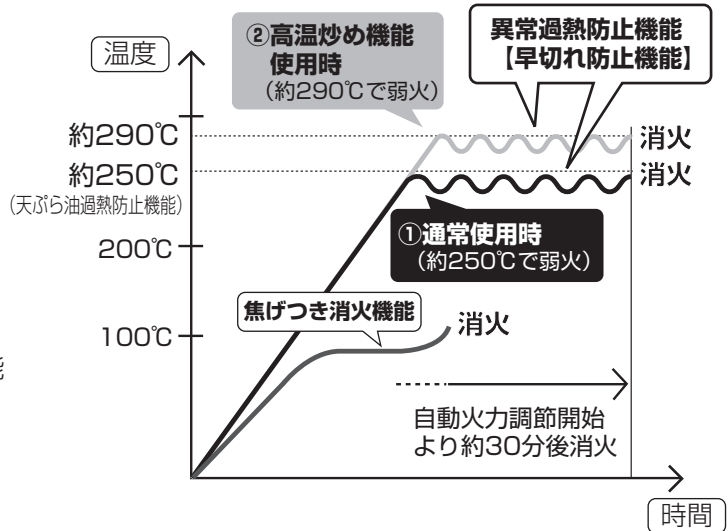 温度
②高温炒め機能
使用時
(約290℃で弱火)
異常過熱防止機能
【早切れ防止機能】
約290℃
消火
約250℃
(天ぷら油過熱防止機能)
消火
①通常使用時
(約250℃で弱火)
200℃
焦げつき消火機能
消火
100℃
能
自動火力調節開始
より約30分後消火
時間